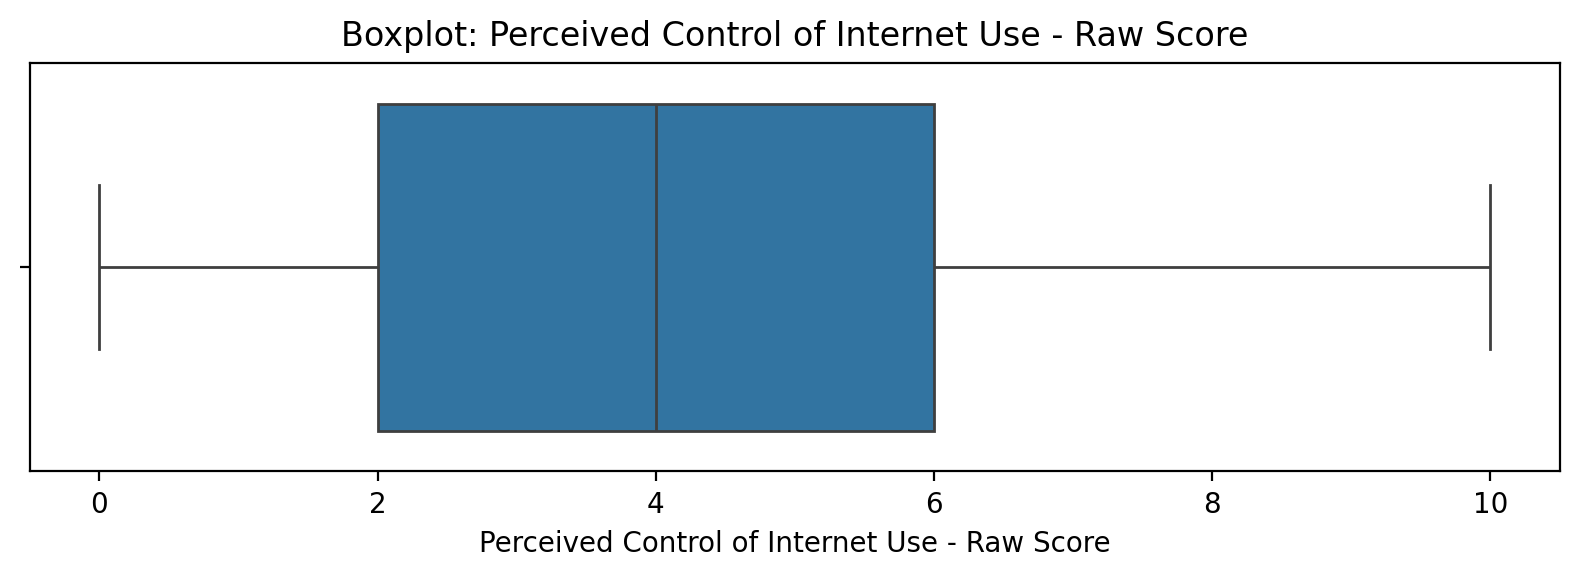 Boxplot: Perceived Control of Internet Use - Raw Score
0 2 4 6 8 10
Perceived Control of Internet Use - Raw Score